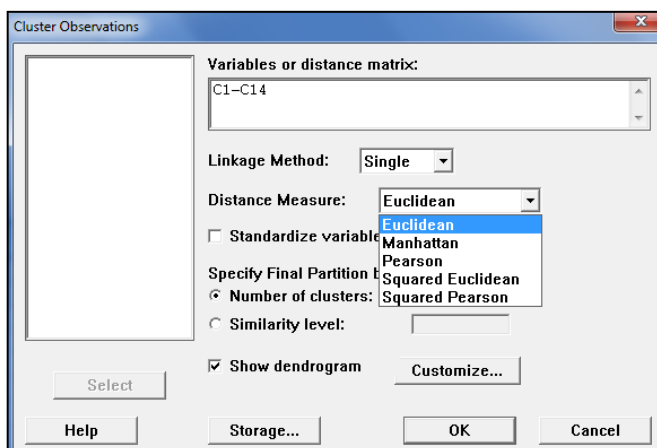 Cluster Observations
Variables or distance matrix:
C1-C14
Linkage Method: Single
Distance Measure: Euclidean
Euclidean
Standardize variable
Manhattan
Pearson
Specify Final Partition b
Squared Euclidean
Number of clusters: Squared Pearson
Similarity level:
Show dendrogram Customize...
Select
Help Storage... OK Cancel